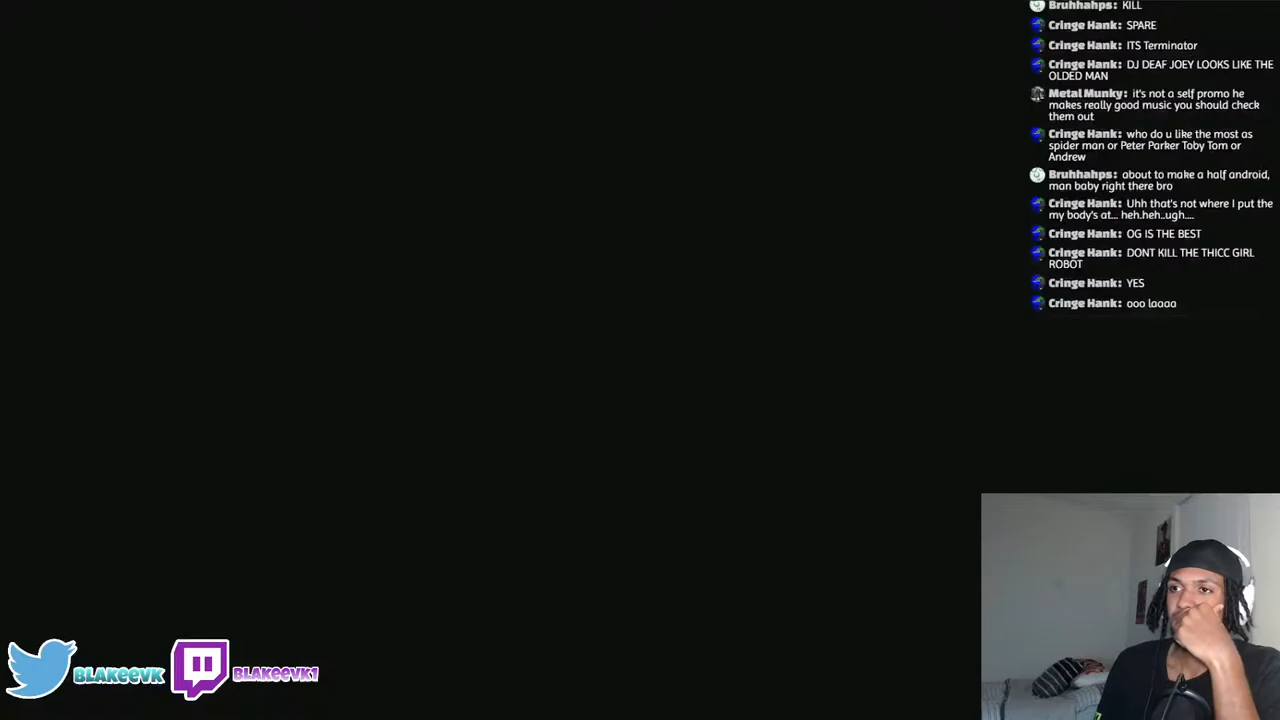 Bruhhahps: KILL
Cringe Hank: SPARE
Cringe Hank: ITS Terminator
Cringe Hank: DJ DEAF JOEY LOOKS LIKE THE
OLDED MAN
Metal Munky: it's not a self promo he
makes really good music you should check
them out
Cringe Hank: who do u like the most as
spider man or Peter Parker Toby Tom or
Andrew
Bruhhahps: about to make a half android,
man baby right there bro
Cringe Hank: Uhh that's not where I put the
my body's at... heh.heh..ugh....
Cringe Hank: OG IS THE BEST
Cringe Hank: DONT KILL THE THICC GIRL
ROBOT
Cringe Hank: YES
Cringe Hank: ooo laaaa
BLAKEEVK
BLAKEEVK1